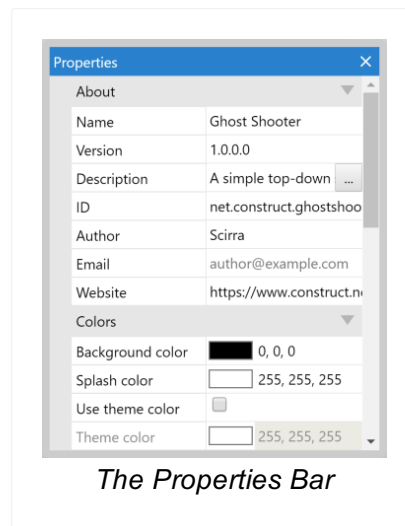 Properties
About
Name Ghost Shooter
Version 1.0.0.0
Description A simple top-down ...
ID net.construct.ghostshoo
Author Scirra
Email author@example.com
Website https://www.construct.n
Colors
Background color 0, 0, 0
Splash color 255, 255, 255
Use theme color
Theme color 255, 255, 255
The Properties Bar